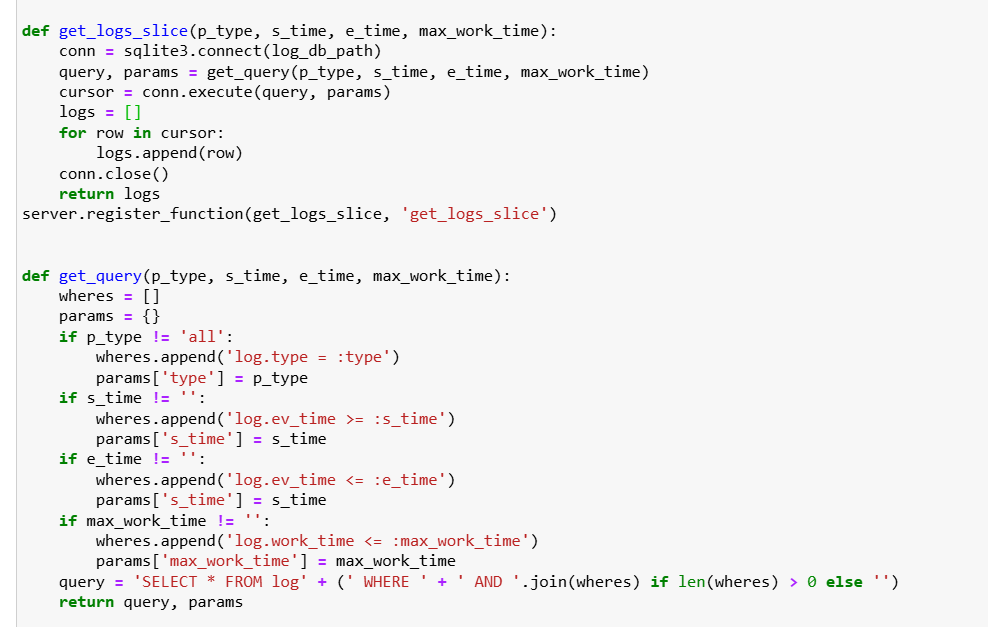 def get_logs_slice(p_type, s_time, e_time, max_work_time):
    conn = sqlite3.connect(log_db_path)
    query, params = get_query(p_type, s_time, e_time, max_work_time)
    cursor = conn.execute(query, params)
    logs = []
    for row in cursor:
        logs.append(row)
    conn.close()
    return logs
server.register_function(get_logs_slice, 'get_logs_slice')
def get_query(p_type, s_time, e_time, max_work_time):
    wheres = []
    params = {}
    if p_type != 'all':
        wheres.append('log.type = :type')
        params['type'] = p_type
    if s_time != '':
        wheres.append('log.ev_time >= :s_time')
        params['s_time'] = s_time
    if e_time != '':
        wheres.append('log.ev_time <= :e_time')
        params['s_time'] = s_time
    if max_work_time != '':
        wheres.append('log.work_time <= :max_work_time')
        params['max_work_time'] = max_work_time
    query = 'SELECT * FROM log' + (' WHERE ' + ' AND '.join(wheres) if len(wheres) > 0 else '')
    return query, params